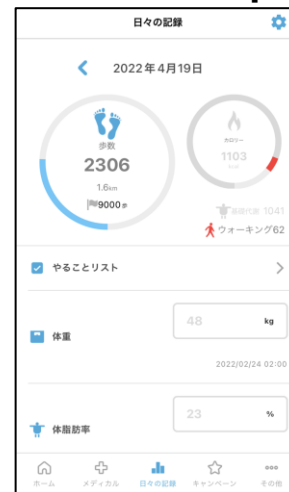 日々の記録
2022年4月19日
歩数
2306
1.6km
9000歩
カロリー
1103
kcal
基礎代謝 1041
ウォーキング62
やることリスト
体重
48 kg
2022/02/24 02:00
体脂肪率
23 %
ホーム メディカル 日々の記録 キャンペーン その他